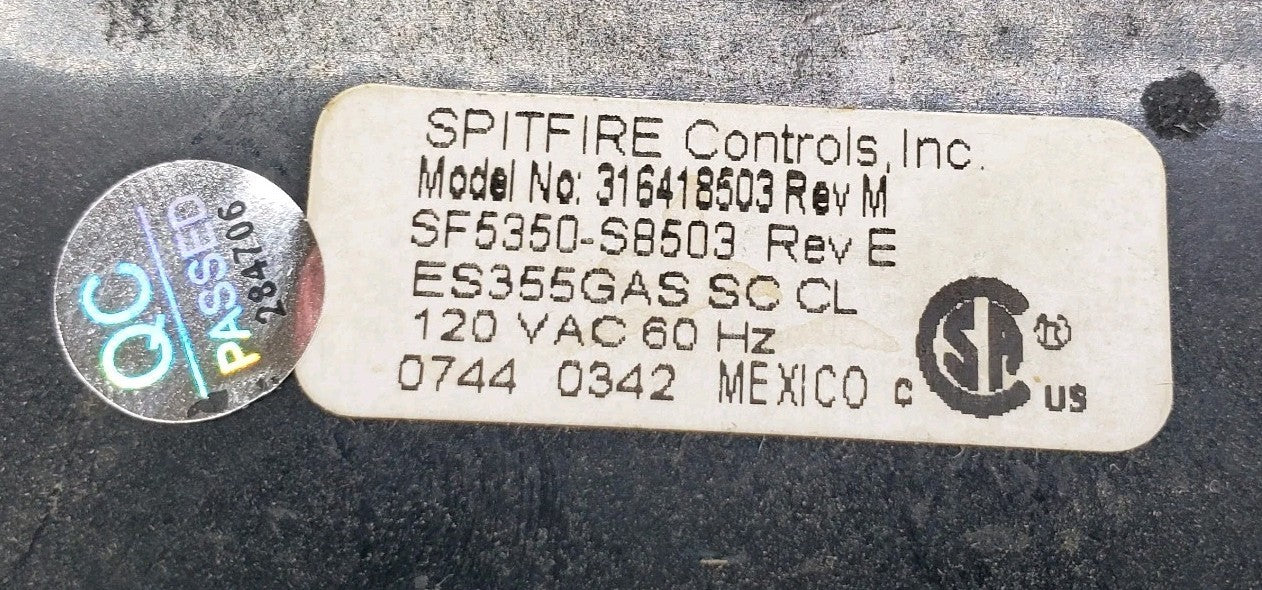 SPITFIRE Controls, Inc.
Model No: 316418503 Rev M
SF5350-S8503 Rev E
ES355GAS SC CL
120 VAC 60 Hz
0744 0342 MEXICO
C SA US
QC
PASSED
284706